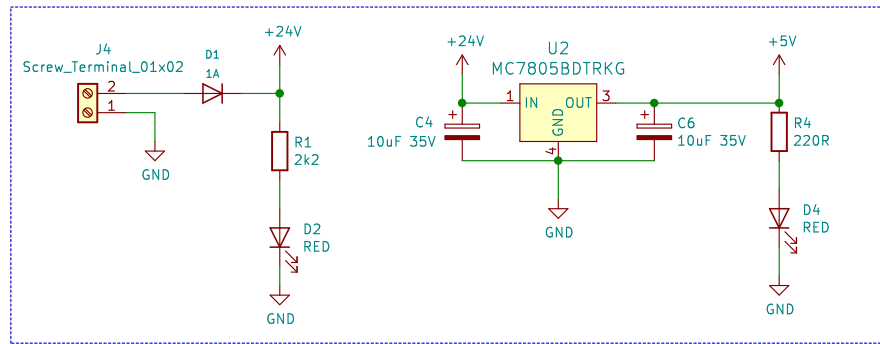 J4
Screw_Terminal_01x02
2
1
GND
D1
1A
+24V
R1
2k2
D2
RED
GND
+24V
C4
10uF 35V
U2
MC7805BDTRKG
1
IN
OUT
3
GND
4
GND
C6
10uF 35V
+5V
R4
220R
D4
RED
GND